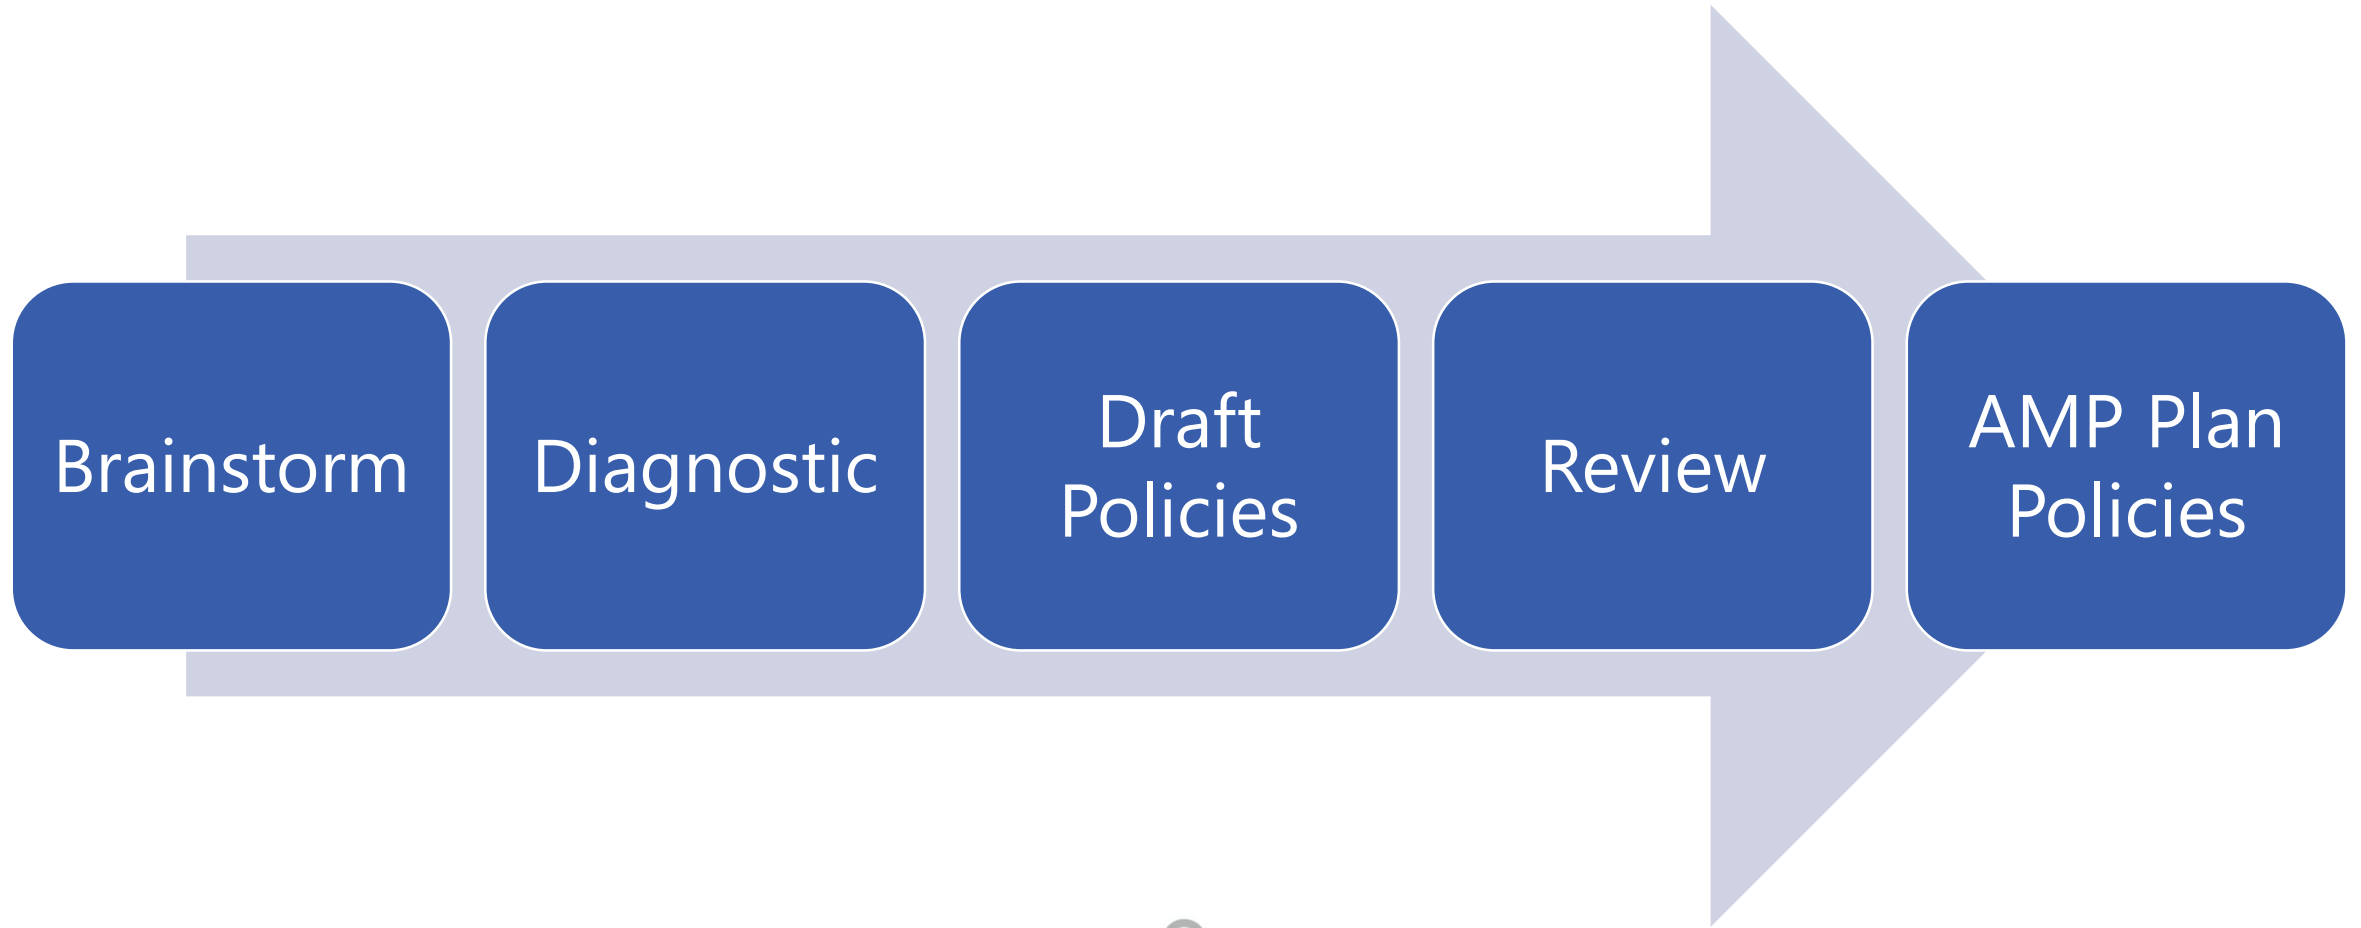 Brainstorm
Diagnostic
Draft
Policies
Review
AMP Plan
Policies